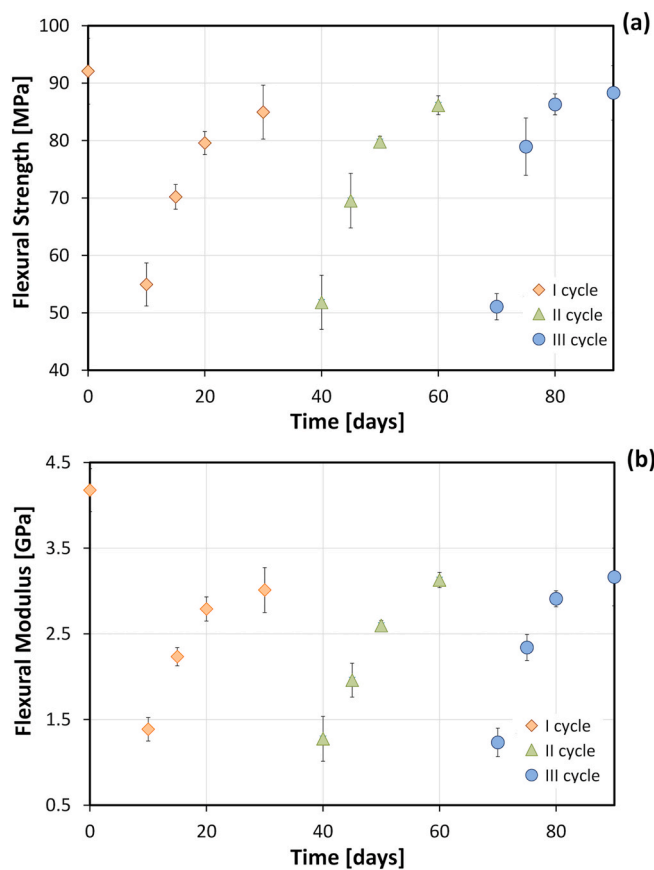 (a)
Flexural Strength [MPa]
100
90
80
70
60
50
40
I cycle
II cycle
III cycle
0 20 40 60 80
Time [days]
(b)
Flexural Modulus [GPa]
4.5
3.5
2.5
1.5
0.5
I cycle
II cycle
III cycle
0 20 40 60 80
Time [days]